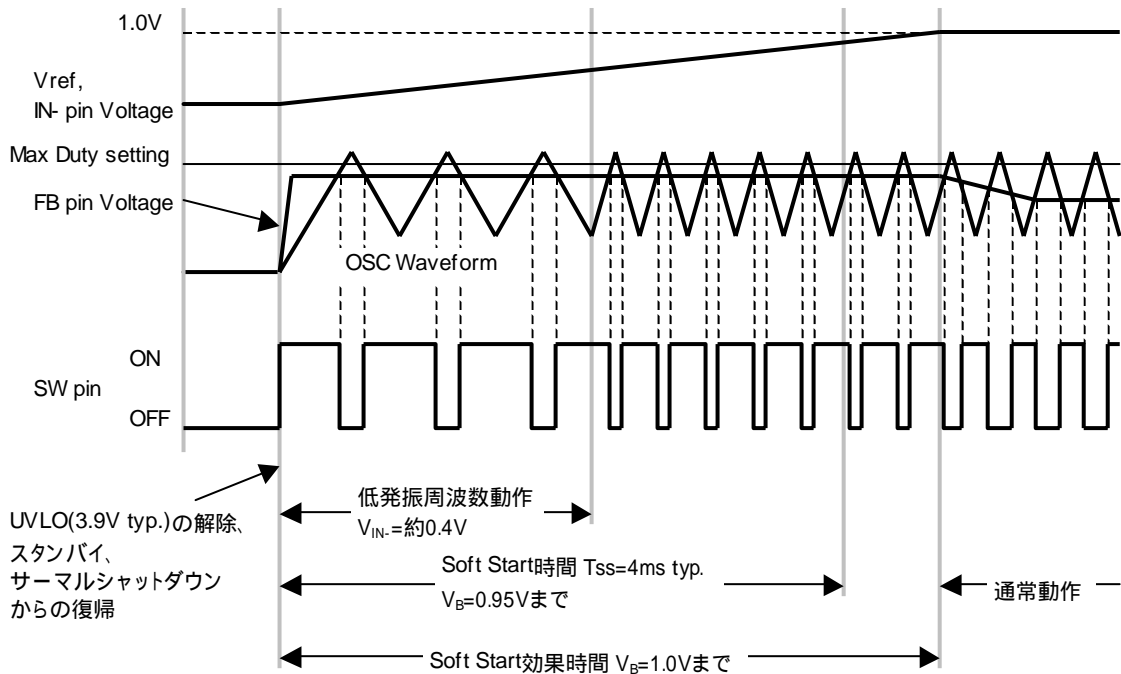 1.0V
Vref,
IN- pin Voltage
Max Duty setting
FB pin Voltage
OSC Waveform
ON
SW pin
OFF
UVLO(3.9V typ.)の解除、
スタンバイ、
サーマルシャットダウン
からの復帰
低発振周波数動作
VIN-=約0.4V
Soft Start時間 Tss=4ms typ.
VB=0.95Vまで
通常動作
Soft Start効果時間 VB=1.0Vまで